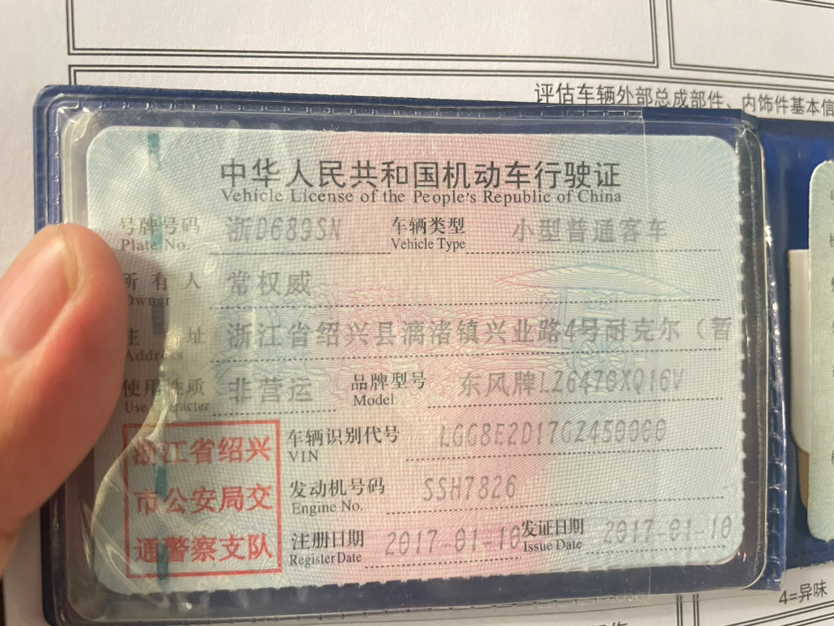 评估车辆外部总成部件、内饰件基本信
中华人民共和国机动车行驶证
Vehicle License of the People's Republic of China
号牌号码 浙D689SN 车辆类型 小型普通客车
Plate No. Vehicle Type
所有人 常权威
Owner
住址 浙江省绍兴县漓渚镇兴业路4号耐克尔（暂
Address
使用性质 非营运 品牌型号 东风牌LZ6470XQ16V
Use Character Model
浙江省绍兴
市公安局交
通警察支队
车辆识别代号
VIN
发动机号码 SSH7826
Engine No.
注册日期 2017-01-10 发证日期 2017-01-10
Register Date Issue Date
4=异味